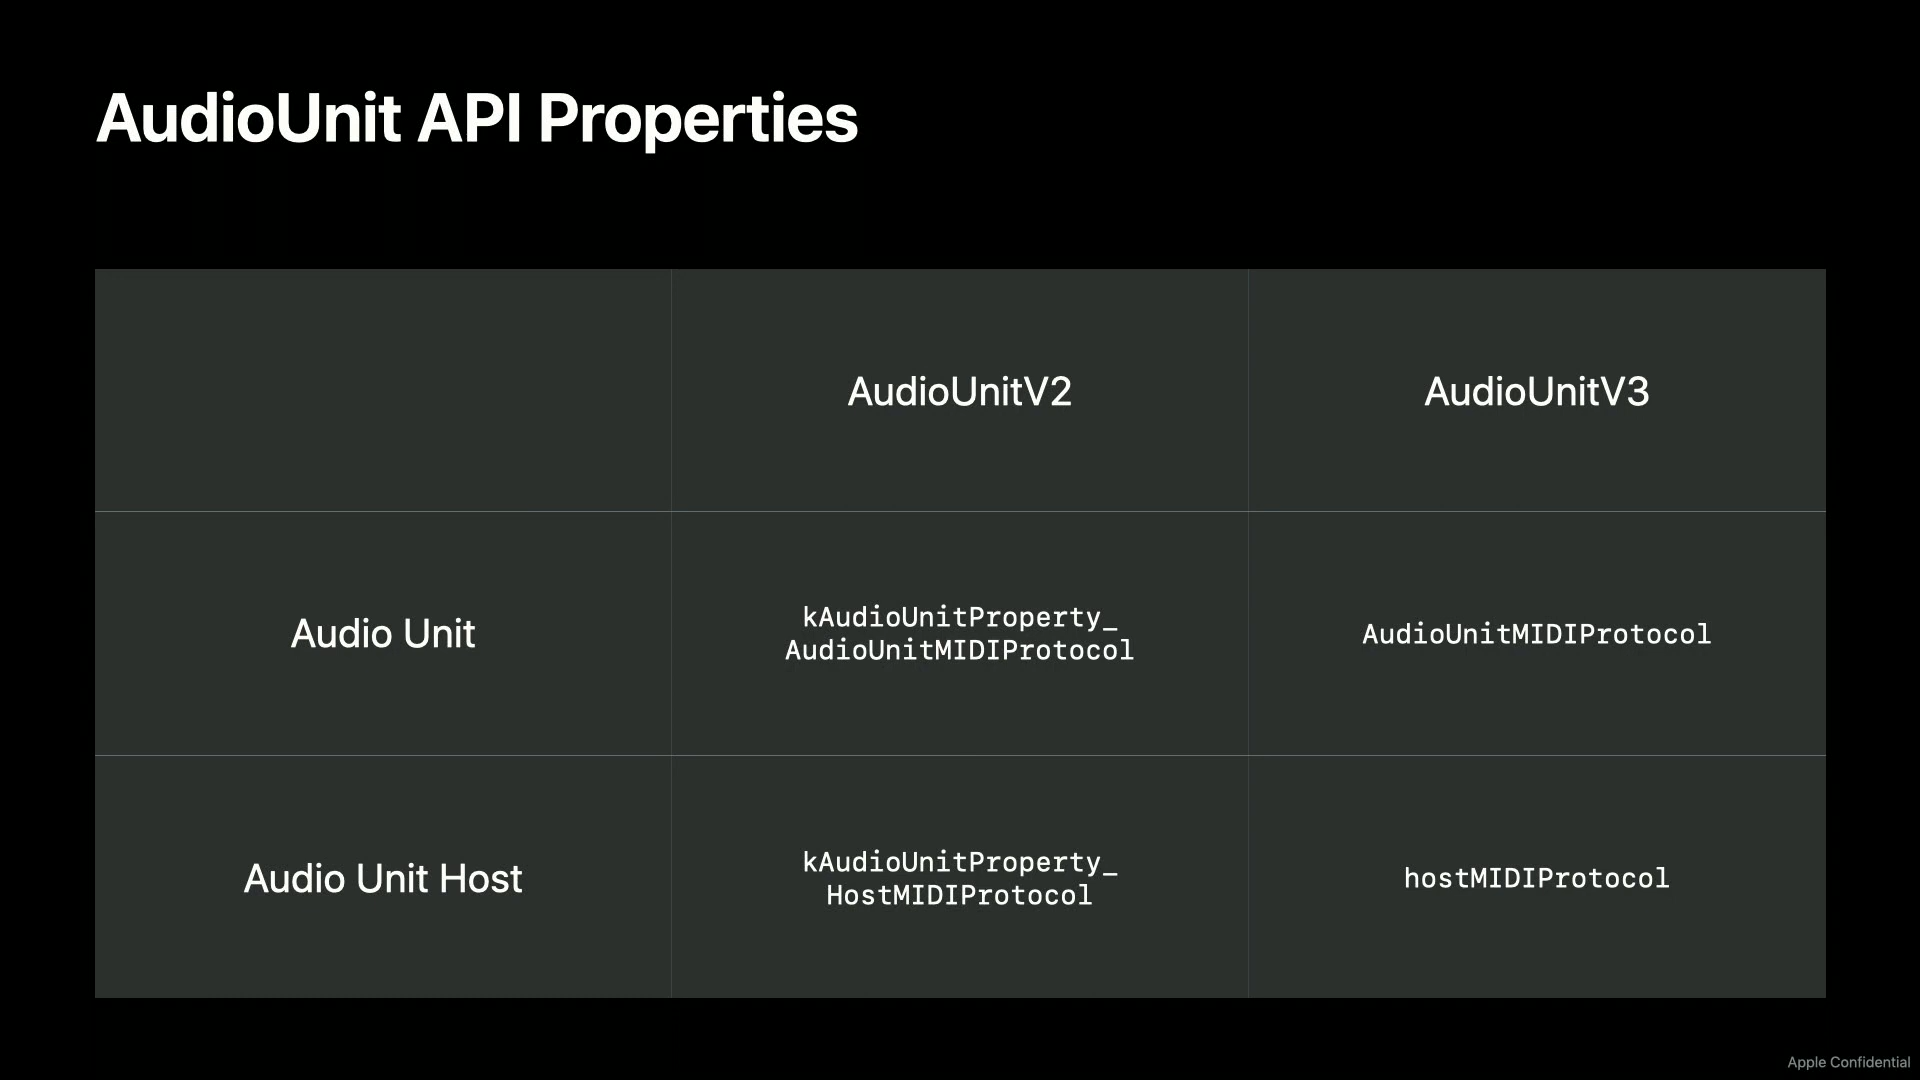 AudioUnit API Properties
AudioUnitV2
AudioUnitV3
Audio Unit
kAudioUnitProperty_
AudioUnitMIDIProtocol
AudioUnitMIDIProtocol
Audio Unit Host
kAudioUnitProperty_
HostMIDIProtocol
hostMIDIProtocol
Apple Confidential